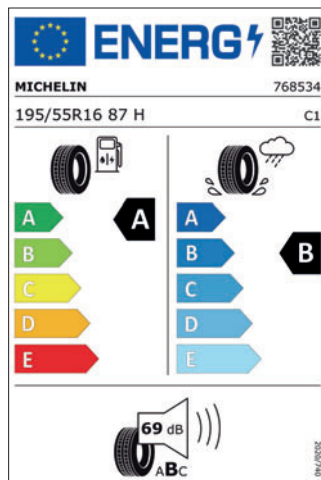 ENERG
MICHELIN 768534
195/55R16 87 H C1
A A
B
C
D
E
A
B B
C
D
E
69 dB
ABC
2020/740